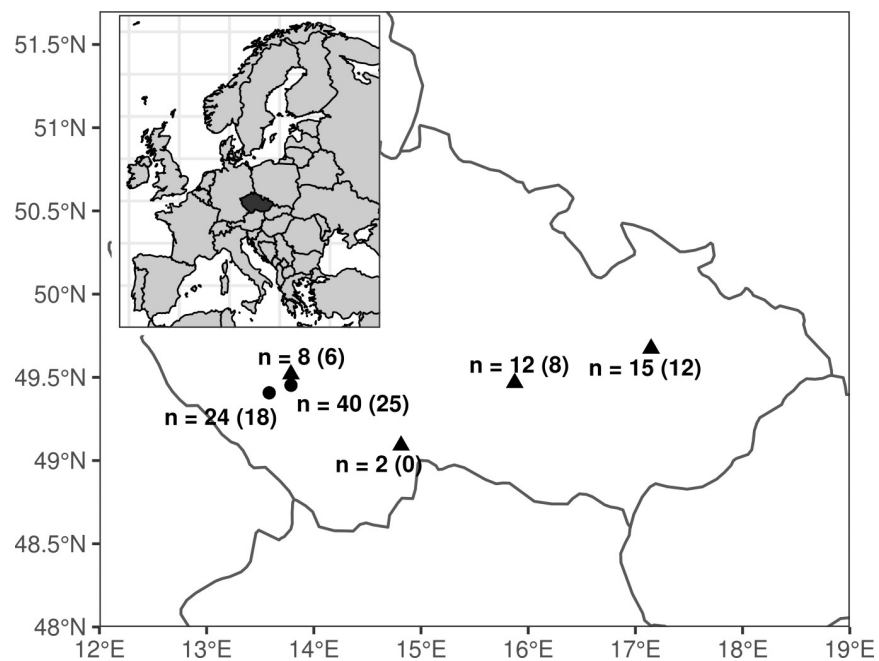 51.5°N
51°N
50.5°N
50°N
49.5°N
49°N
48.5°N
48°N
n = 8 (6)
n = 12 (8)
n = 15 (12)
n = 40 (25)
n = 24 (18)
n = 2 (0)
12°E 13°E 14°E 15°E 16°E 17°E 18°E 19°E